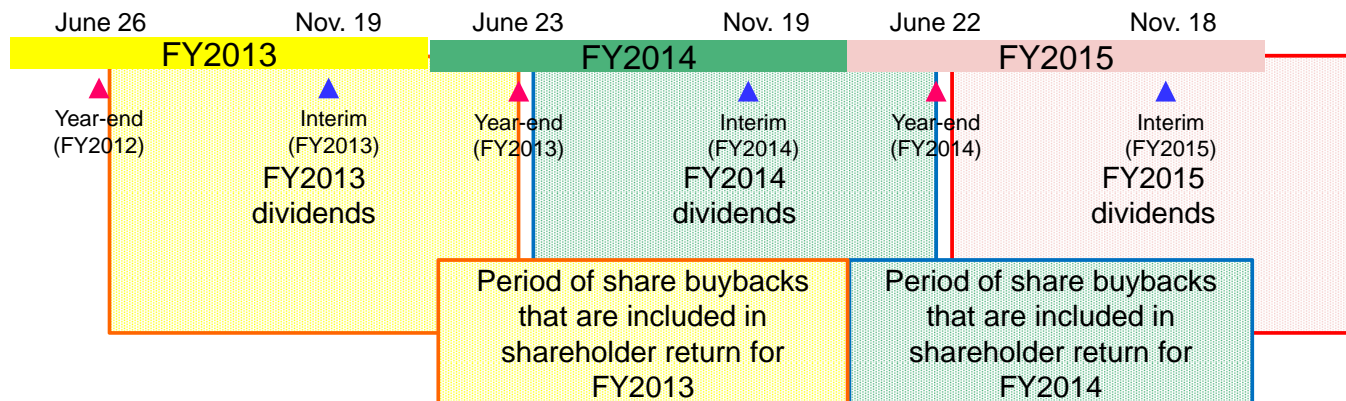 June 26
Nov. 19
June 23
Nov. 19
June 22
Nov. 18
FY2013
FY2014
FY2015
Year-end
(FY2012)
Interim
(FY2013)
Year-end
(FY2013)
Interim
(FY2014)
Year-end
(FY2014)
Interim
(FY2015)
FY2013
dividends
FY2014
dividends
FY2015
dividends
Period of share buybacks
that are included in
shareholder return for
FY2013
Period of share buybacks
that are included in
shareholder return for
FY2014